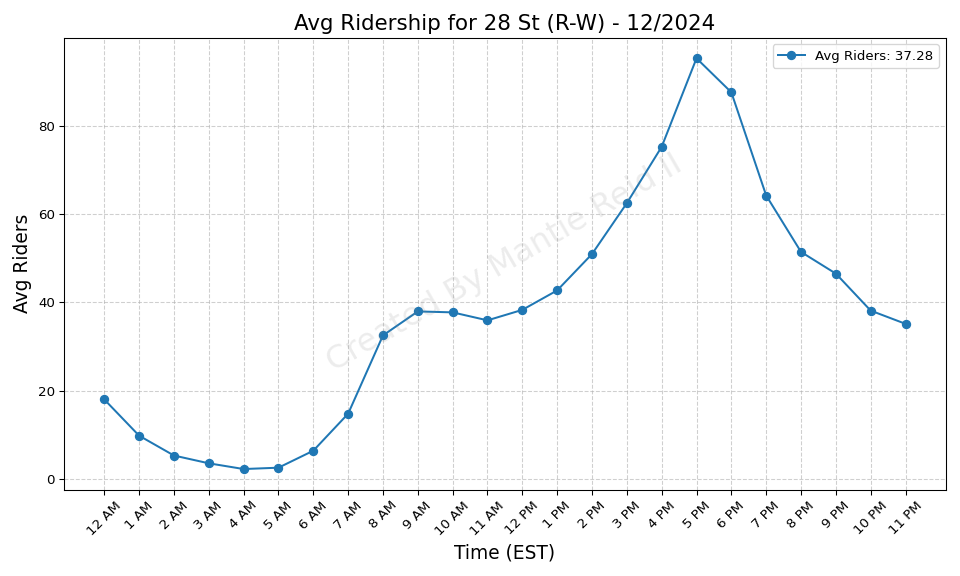 Avg Ridership for 28 St (R-W) - 12/2024
Avg Riders: 37.28
Avg Riders
80
60
40
20
0
Created By Mantie Reid II
12 AM
1 AM
2 AM
3 AM
4 AM
5 AM
6 AM
7 AM
8 AM
9 AM
10 AM
11 AM
12 PM
1 PM
2 PM
3 PM
4 PM
5 PM
6 PM
7 PM
8 PM
9 PM
10 PM
11 PM
Time (EST)